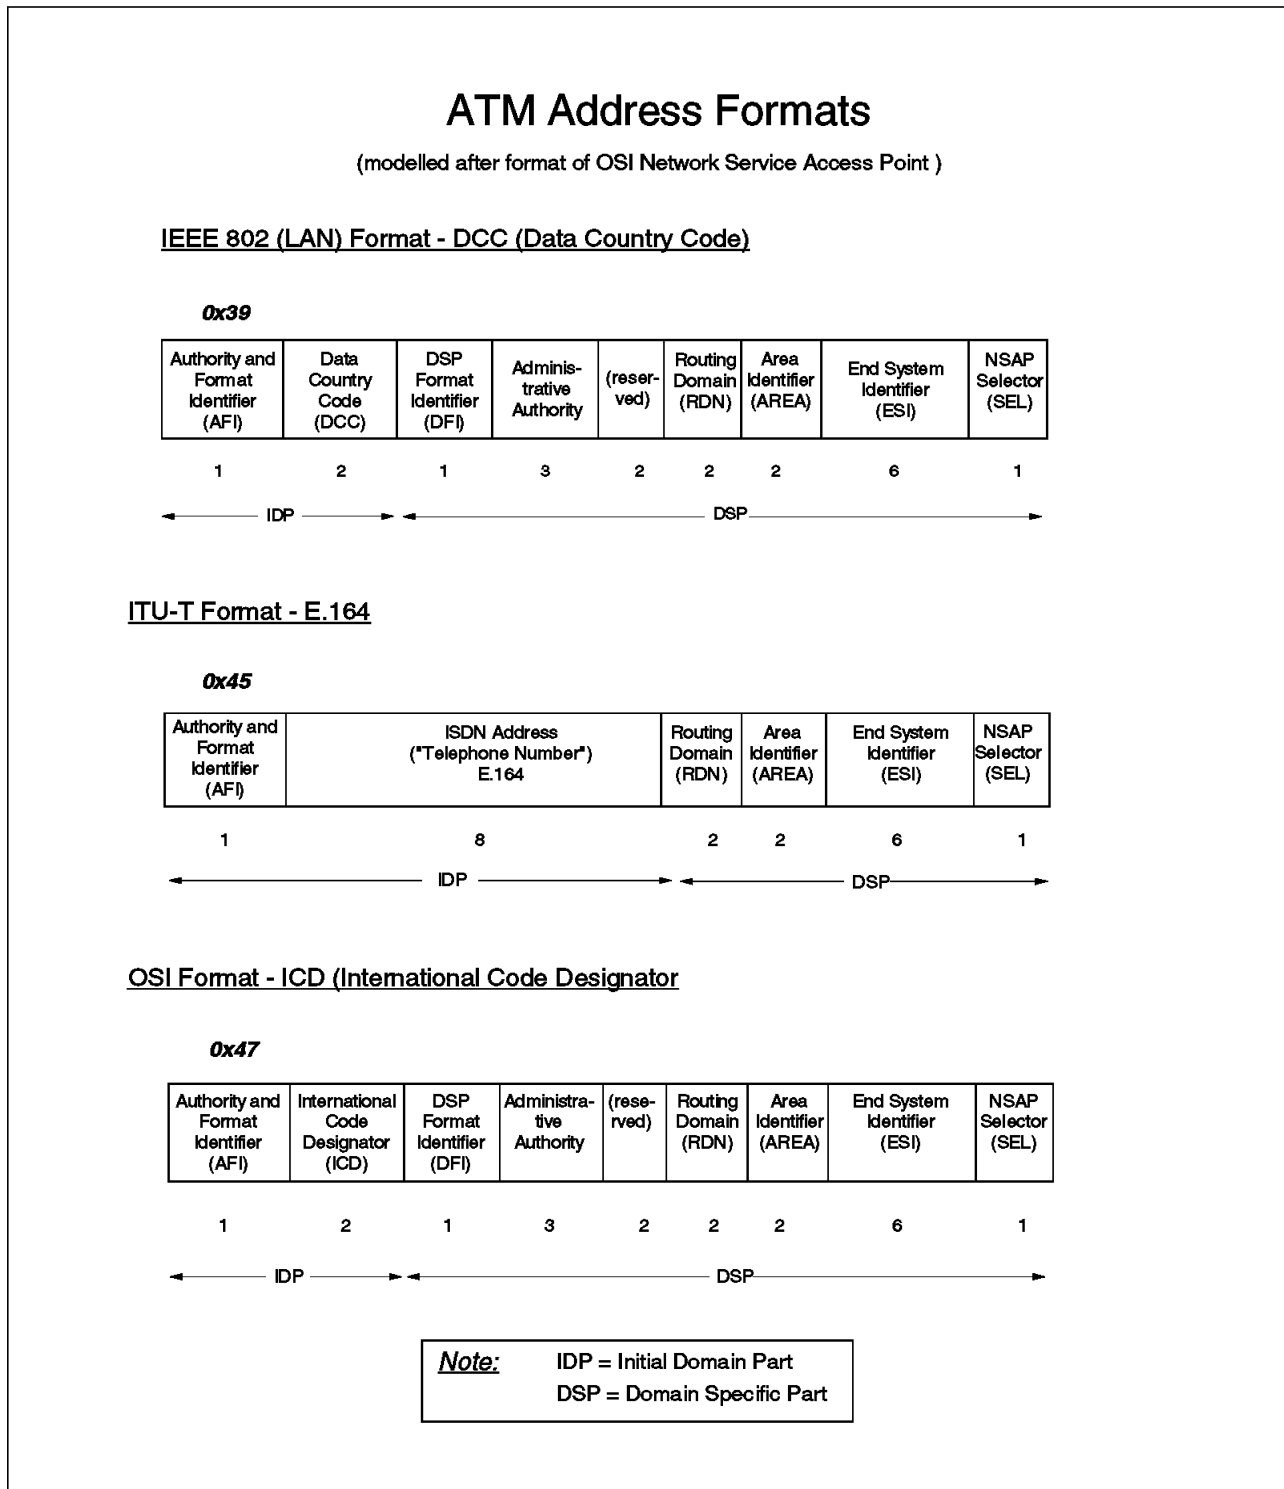 ATM Address Formats
(modelled after format of OSI Network Service Access Point )
IEEE 802 (LAN) Format - DCC (Data Country Code)
0x39
Authority and
Format
Identifier
(AFI)
Data
Country
Code
(DCC)
DSP
Format
Identifier
(DFI)
Adminis-
trative
Authority
(reser-
ved)
Routing
Domain
(RDN)
Area
Identifier
(AREA)
End System
Identifier
(ESI)
NSAP
Selector
(SEL)
1 2 1 3 2 2 2 6 1
IDP DSP
ITU-T Format - E.164
0x45
Authority and
Format
Identifier
(AFI)
ISDN Address
("Telephone Number")
E.164
Routing
Domain
(RDN)
Area
Identifier
(AREA)
End System
Identifier
(ESI)
NSAP
Selector
(SEL)
1 8 2 2 6 1
IDP DSP
OSI Format - ICD (International Code Designator
0x47
Authority and
Format
Identifier
(AFI)
International
Code
Designator
(ICD)
DSP
Format
Identifier
(DFI)
Administra-
tive
Authority
(rese-
rved)
Routing
Domain
(RDN)
Area
Identifier
(AREA)
End System
Identifier
(ESI)
NSAP
Selector
(SEL)
1 2 1 3 2 2 2 6 1
IDP DSP
Note: IDP = Initial Domain Part
DSP = Domain Specific Part